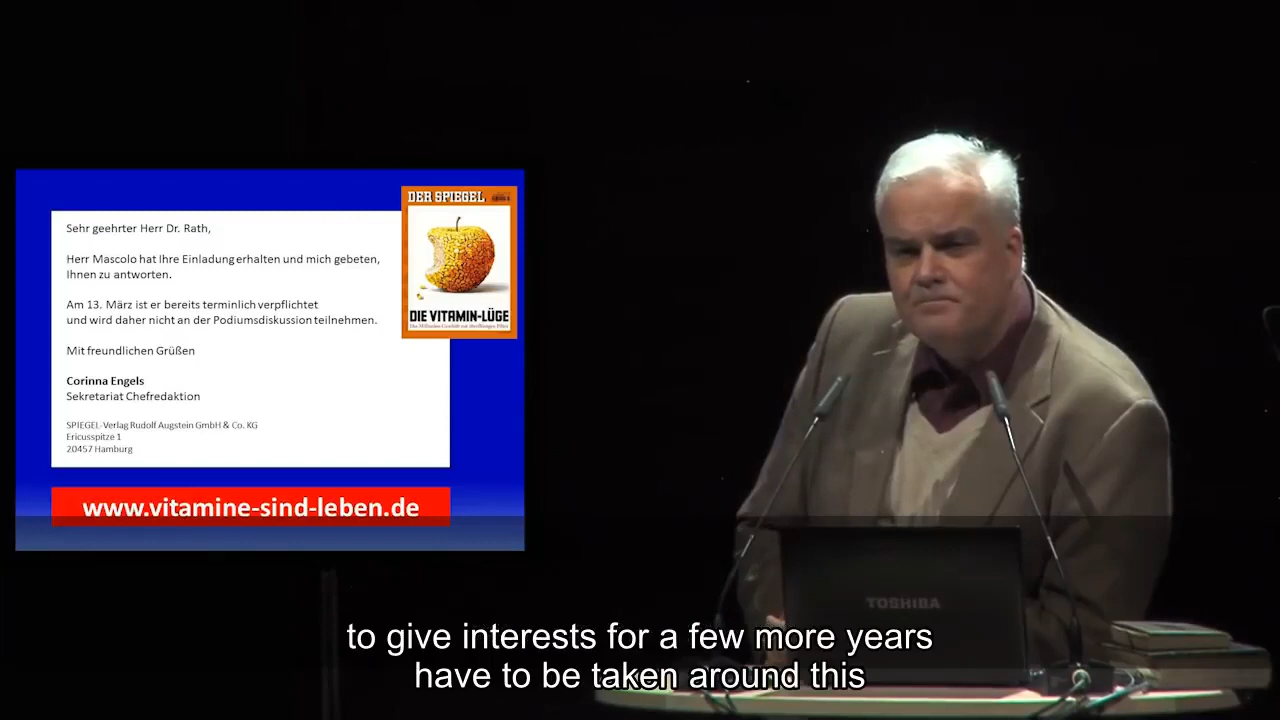 DER SPIEGEL
DIE VITAMIN-LÜGE
Sehr geehrter Herr Dr. Rath,
Herr Mascolo hat Ihre Einladung erhalten und mich gebeten,
Ihnen zu antworten.
Am 13. März ist er bereits terminlich verpflichtet
und wird daher nicht an der Podiumsdiskussion teilnehmen.
Mit freundlichen Grüßen
Corinna Engels
Sekretariat Chefredaktion
SPIEGEL-Verlag Rudolf Augstein GmbH & Co. KG
Ericusspitze 1
20457 Hamburg
www.vitamine-sind-leben.de
TOSHIBA
to give interests for a few more years
have to be taken around this